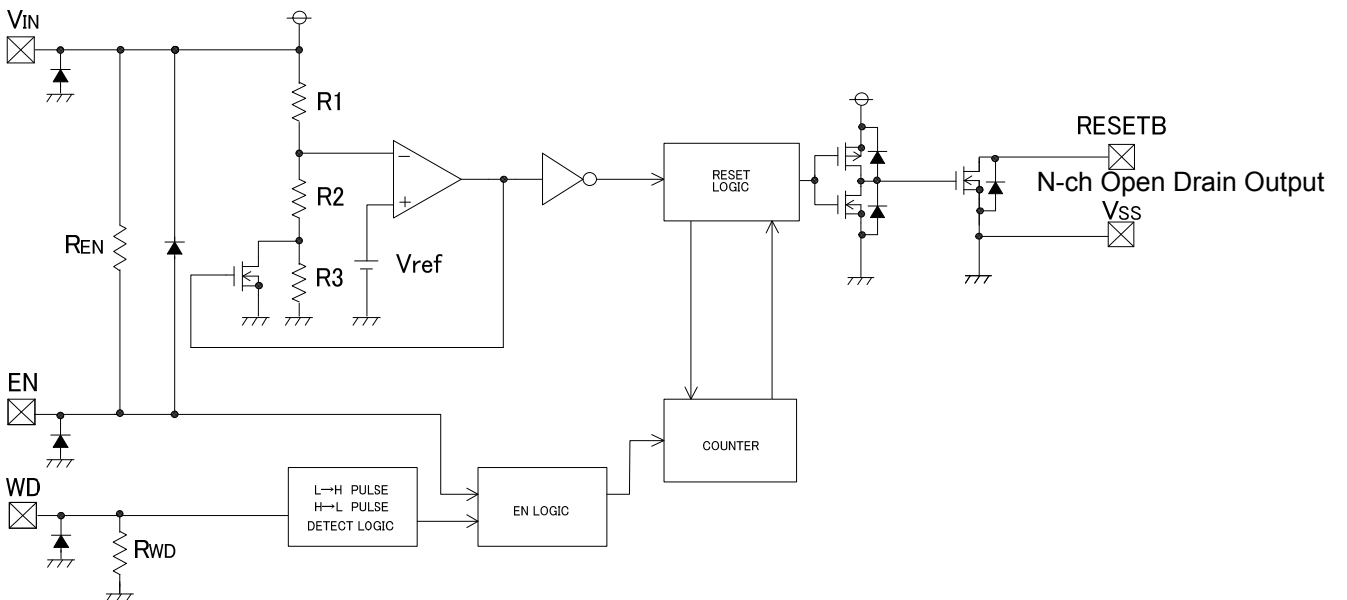 VIN
R1
RESETB
RESET
LOGIC
N-ch Open Drain Output
R2
VSS
REN
R3
Vref
−
+
EN
COUNTER
WD
L→H PULSE
H→L PULSE
DETECT LOGIC
EN LOGIC
RWD